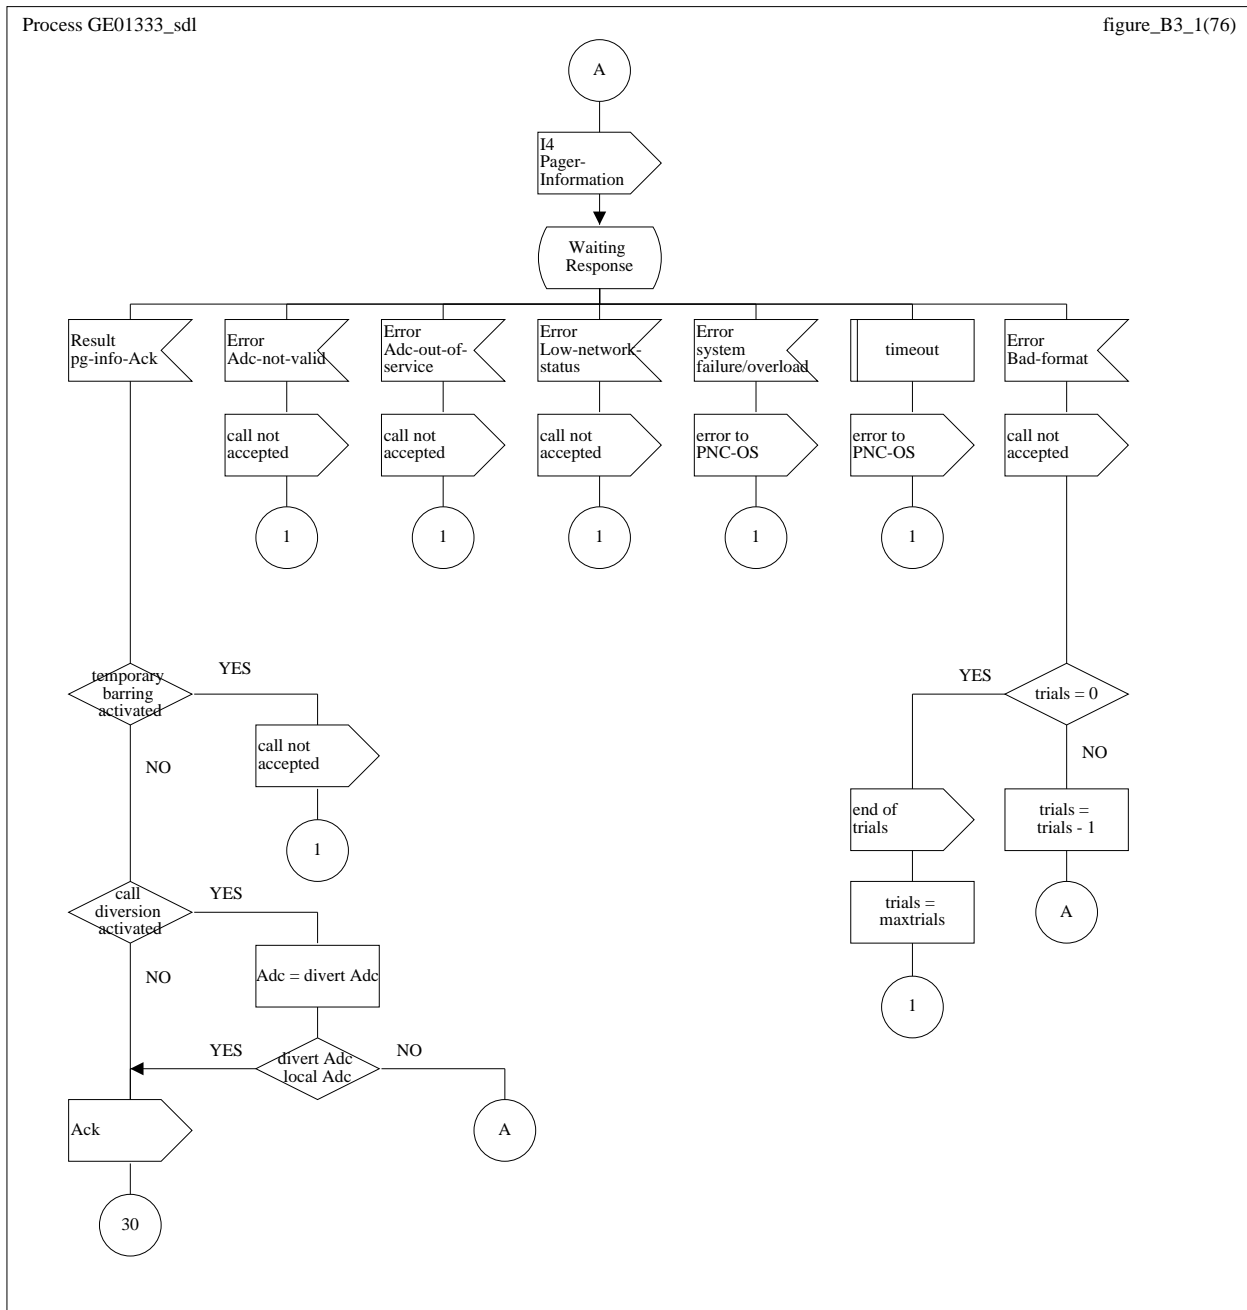 Process GE01333_sdl
figure_B3_1(76)
A
I4
Pager-
Information
Waiting
Response
Result
pg-info-Ack
Error
Adc-not-valid
Error
Adc-out-of-
service
Error
Low-network-
status
Error
system
failure/overload
timeout
Error
Bad-format
call not
accepted
call not
accepted
call not
accepted
error to
PNC-OS
error to
PNC-OS
call not
accepted
1
1
1
1
1
temporary
barring
activated
YES
NO
call not
accepted
1
YES
trials = 0
NO
end of
trials
trials =
trials - 1
trials =
maxtrials
A
1
call
diversion
activated
YES
NO
Adc = divert Adc
YES
divert Adc
local Adc
NO
A
Ack
30